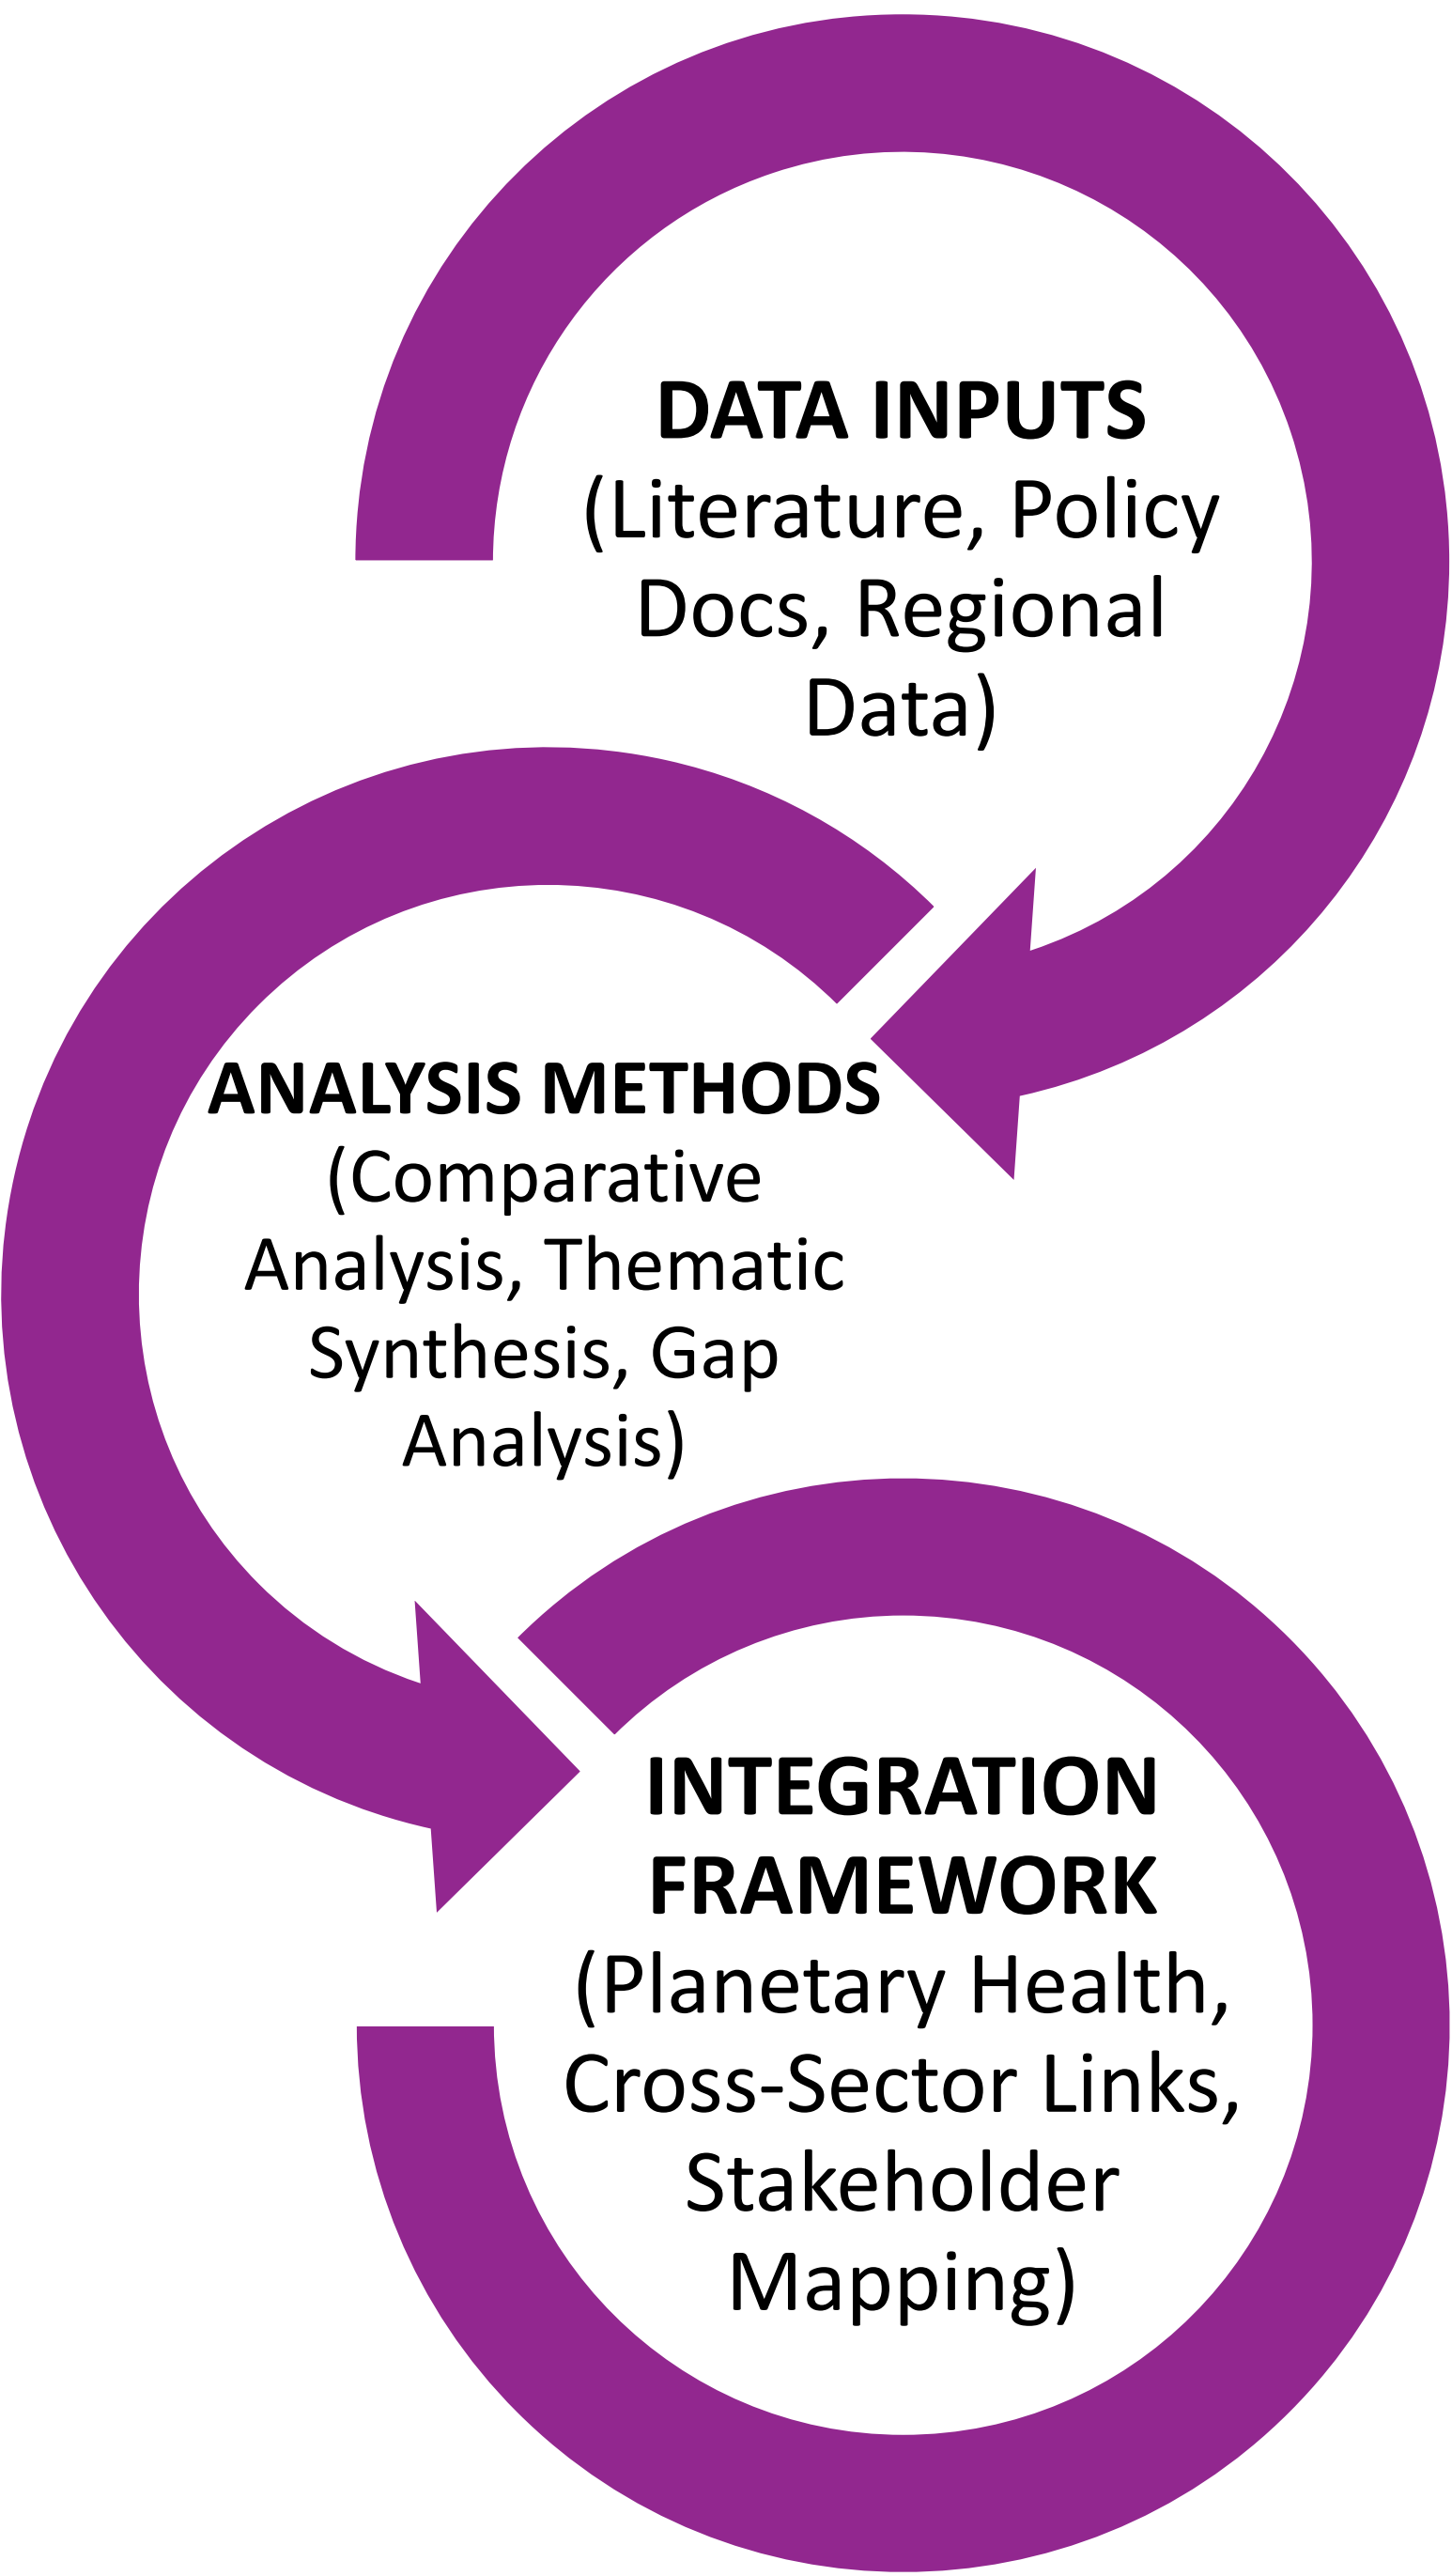 DATA INPUTS
(Literature, Policy
Docs, Regional
Data)
ANALYSIS METHODS
(Comparative
Analysis, Thematic
Synthesis, Gap
Analysis)
INTEGRATION
FRAMEWORK
(Planetary Health,
Cross-Sector Links,
Stakeholder
Mapping)